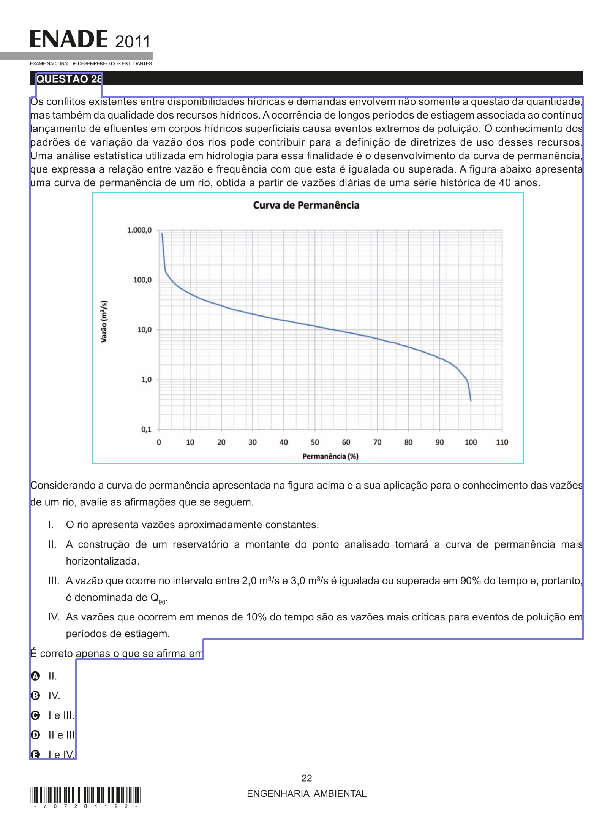 ENADE 2011
EXAME NACIONAL DE DESEMPENHO DOS ESTUDANTES
QUESTÃO 28
Os conflitos existentes entre disponibilidades hídricas e demandas envolvem não somente a questão da quantidade,
mas também da qualidade dos recursos hídricos. A ocorrência de longos períodos de estiagem associada ao contínuo
lançamento de efluentes em corpos hídricos superficiais causa eventos extremos de poluição. O conhecimento dos
padrões de variação da vazão dos rios pode contribuir para a definição de diretrizes de uso desses recursos.
Uma análise estatística utilizada em hidrologia para essa finalidade é o desenvolvimento da curva de permanência,
que expressa a relação entre vazão e frequência com que esta é igualada ou superada. A figura abaixo apresenta
uma curva de permanência de um rio, obtida a partir de vazões diárias de uma série histórica de 40 anos.
Curva de Permanência
1.000,0
100,0
10,0
1,0
0,1
Vazão (m³/s)
0 10 20 30 40 50 60 70 80 90 100 110
Permanência (%)
Considerando a curva de permanência apresentada na figura acima e a sua aplicação para o conhecimento das vazões
de um rio, avalie as afirmações que se seguem.
I. O rio apresenta vazões aproximadamente constantes.
II. A construção de um reservatório a montante do ponto analisado tornará a curva de permanência mais
horizontalizada.
III. A vazão que ocorre no intervalo entre 2,0 m³/s e 3,0 m³/s é igualada ou superada em 90% do tempo e, portanto,
é denominada de Q90.
IV. As vazões que ocorrem em menos de 10% do tempo são as vazões mais críticas para eventos de poluição em
períodos de estiagem.
É correto apenas o que se afirma em
A II.
B IV.
C I e III.
D II e III
E I e IV.
22
ENGENHARIA AMBIENTAL